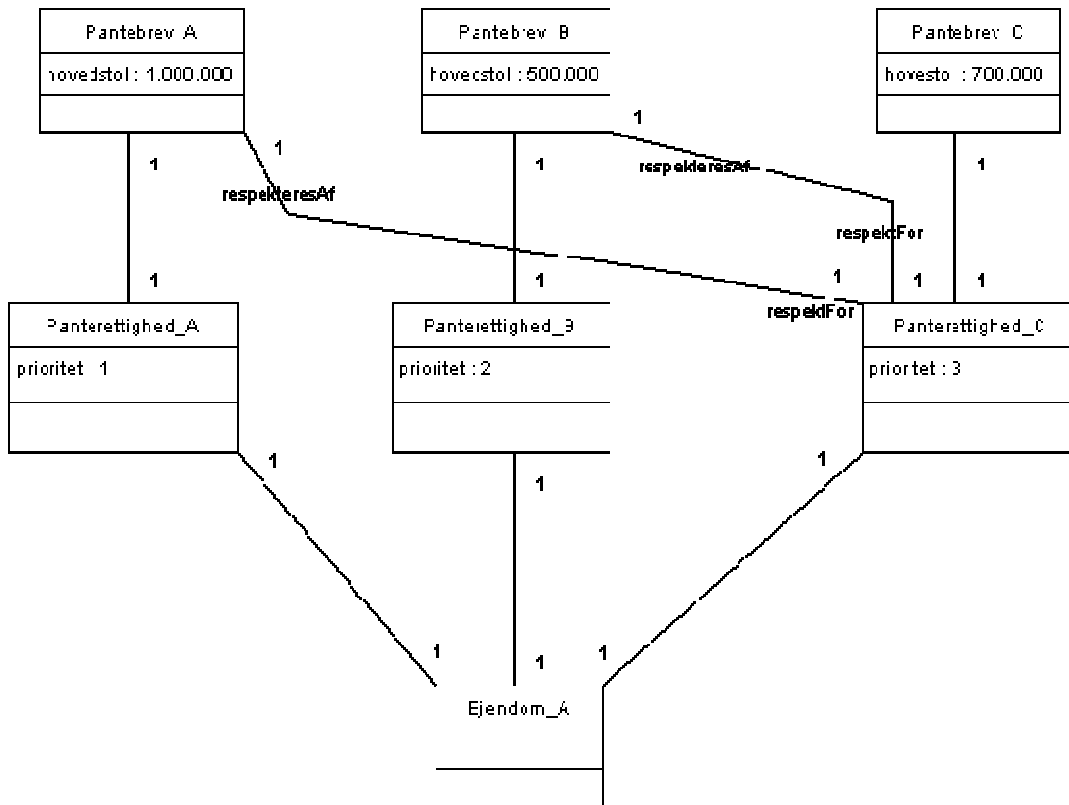 Pantebrev A
hovedstol : 1.000.000
Pantebrev B
hovedstol : 500.000
Pantebrev C
hovesto : 700.000
1
1
respekteresAf
1
1
respekteresAf
1
respektFor
1
1
1
1
1
1
respektFor
Panterettighed_A
prioritet 1
Panterettighed_B
prioritet : 2
Panterettighed_C
prioritet : 3
1
1
1
1
1
1
Ejendom_A